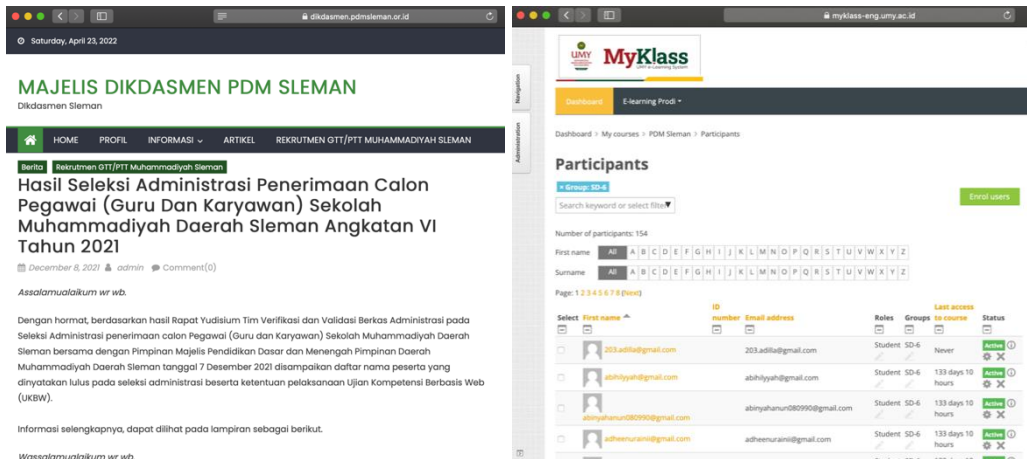 dikdasmen.pdmsleman.or.id
Saturday, April 23, 2022
MAJELIS DIKDASMEN PDM SLEMAN
Dikdasmen Sleman
HOME PROFIL INFORMASI ARTIKEL REKRUTMEN GTT/PTT MUHAMMADIYAH SLEMAN
Berita Rekrutmen GTT/PTT Muhammadiyah Sleman
Hasil Seleksi Administrasi Penerimaan Calon
Pegawai (Guru Dan Karyawan) Sekolah
Muhammadiyah Daerah Sleman Angkatan VI
Tahun 2021
December 8, 2021 admin Comment(0)
Assalamualaikum wr wb.
Dengan hormat, berdasarkan hasil Rapat Yudisium Tim Verifikasi dan Validasi Berkas Administrasi pada
Seleksi Administrasi penerimaan calon Pegawai (Guru dan Karyawan) Sekolah Muhammadiyah Daerah
Sleman bersama dengan Pimpinan Majelis Pendidikan Dasar dan Menengah Pimpinan Daerah
Muhammadiyah Daerah Sleman tanggal 7 Desember 2021 disampaikan daftar nama peserta yang
dinyatakan lulus pada seleksi administrasi beserta ketentuan pelaksanaan Ujian Kompetensi Berbasis Web
(UKBW).
Informasi selengkapnya, dapat dilihat pada lampiran sebagai berikut.
Wassalamualaikum wr wb.
myklass-eng.umy.ac.id
UMY MyKlass
UMY e-Learning System
Navigation
Administration
Dashboard E-learning Prodi
Dashboard > My courses > PDM Sleman > Participants
Participants
× Group: SD-6
Search keyword or select filter▼
Enrol users
Number of participants: 154
First name All A B C D E F G H I J K L M N O P Q R S T U V W X Y Z
Surname All A B C D E F G H I J K L M N O P Q R S T U V W X Y Z
Page: 1 2 3 4 5 6 7 8 (Next)
Select First name ID number Email address Roles Groups Last access to course Status
203.adilla@gmail.com 203.adilla@gmail.com Student SD-6 Never Active
abihilyyah@gmail.com abihilyyah@gmail.com Student SD-6 133 days 10 hours Active
abinyahanun080990@gmail.com abinyahanun080990@gmail.com Student SD-6 133 days 10 hours Active
adheenurainii@gmail.com adheenurainii@gmail.com Student SD-6 133 days 10 hours Active